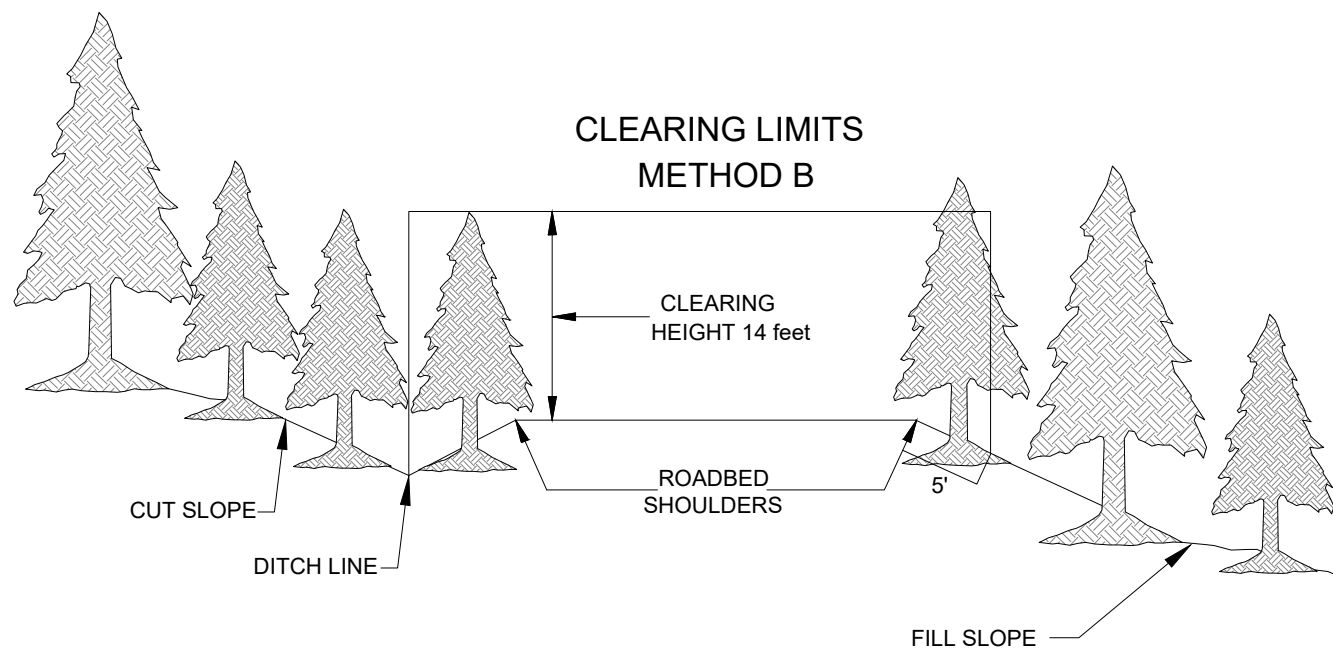 CLEARING LIMITS
METHOD B
CLEARING
HEIGHT 14 feet
ROADBED
SHOULDERS
5'
CUT SLOPE
DITCH LINE
FILL SLOPE